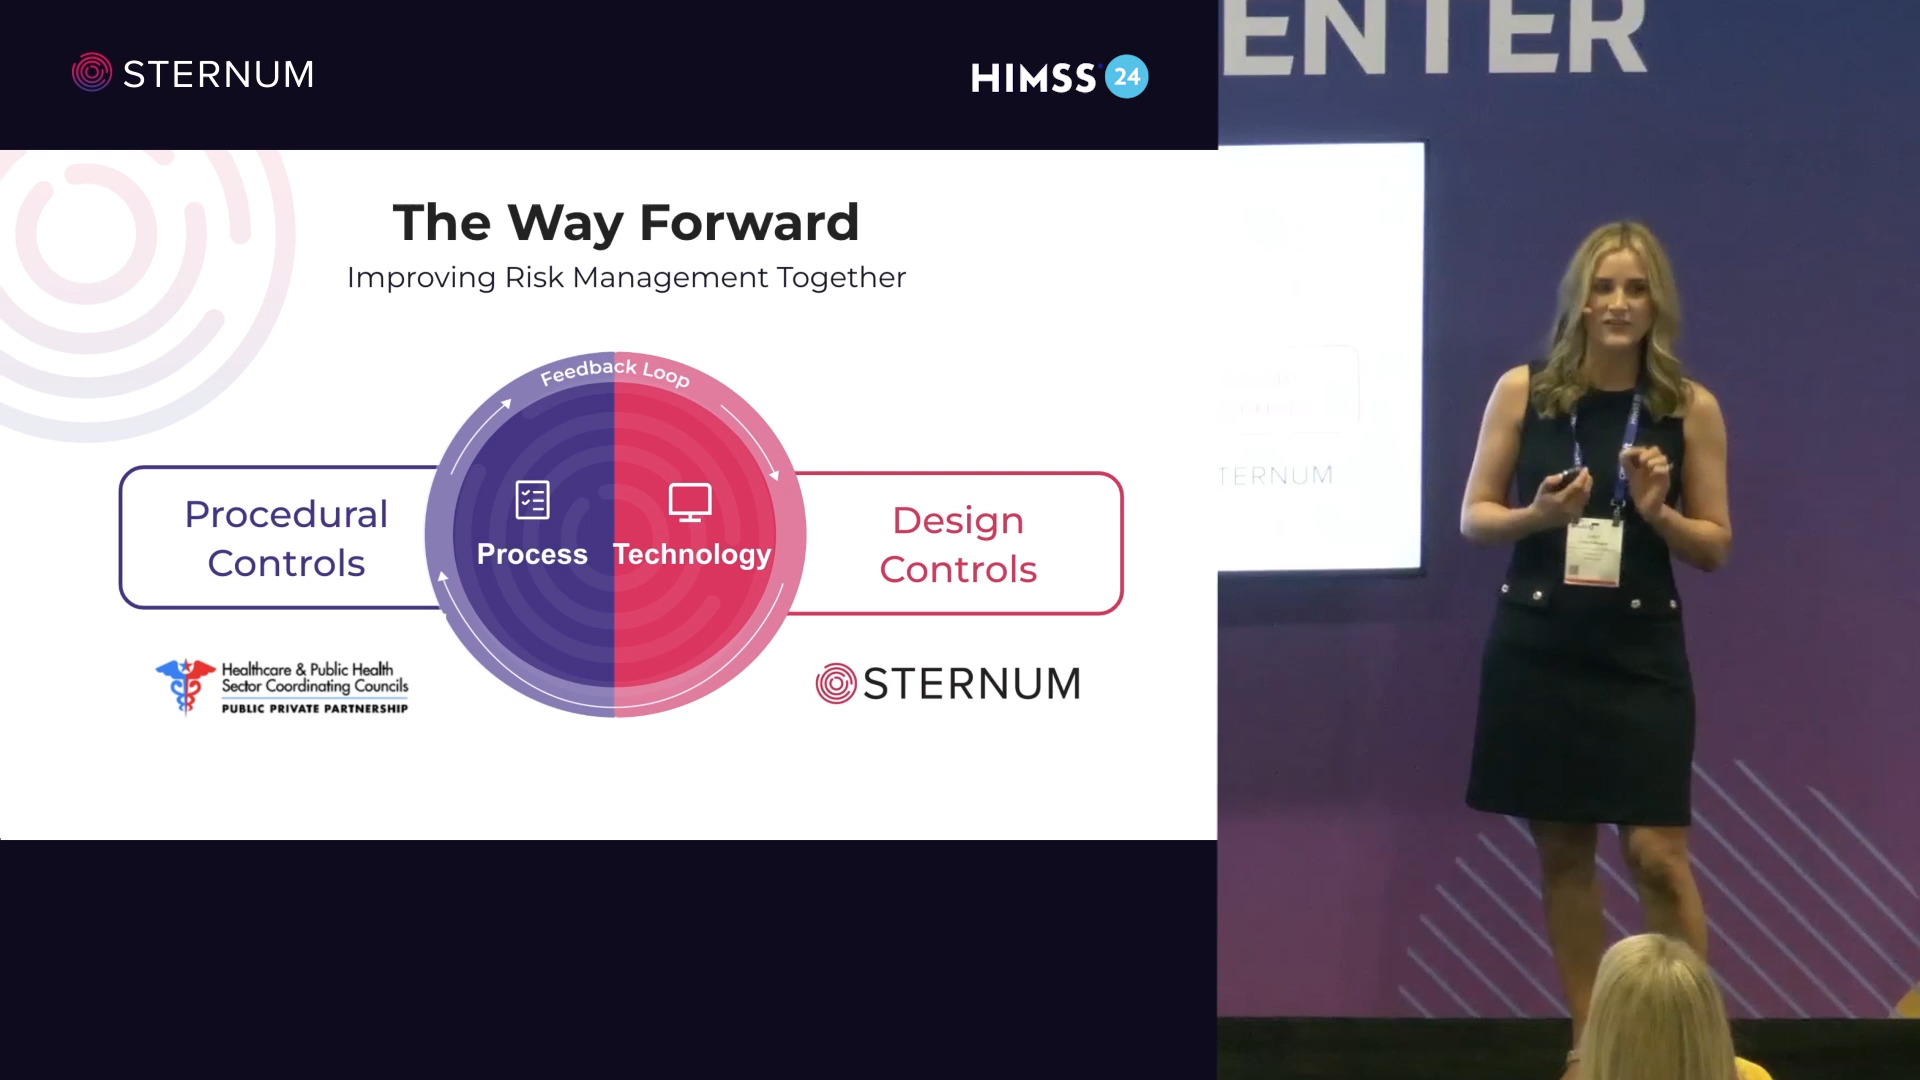 STERNUM
HIMSS 24
ENTER
The Way Forward
Improving Risk Management Together
Feedback Loop
Procedural
Controls
Process
Technology
Design
Controls
Healthcare & Public Health
Sector Coordinating Councils
PUBLIC PRIVATE PARTNERSHIP
STERNUM
TERNUM